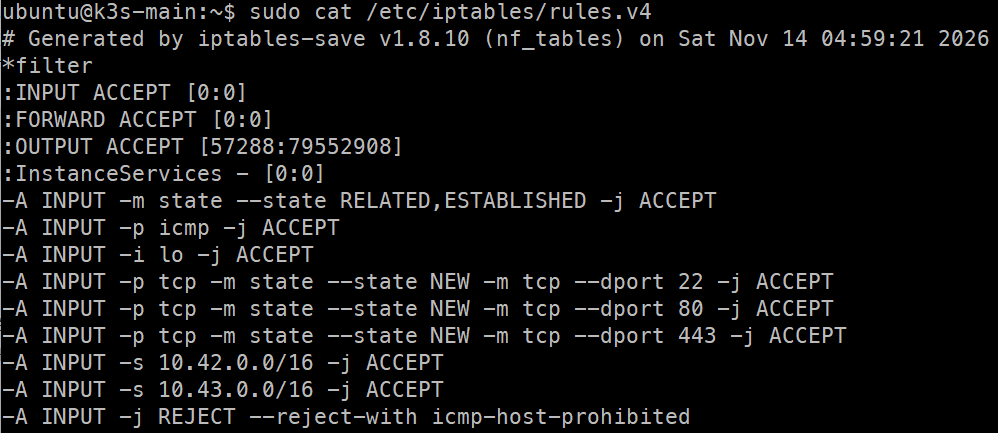 ubuntu@k3s-main:~$ sudo cat /etc/iptables/rules.v4
# Generated by iptables-save v1.8.10 (nf_tables) on Sat Nov 14 04:59:21 2026
*filter
:INPUT ACCEPT [0:0]
:FORWARD ACCEPT [0:0]
:OUTPUT ACCEPT [57288:79552908]
:InstanceServices - [0:0]
-A INPUT -m state --state RELATED,ESTABLISHED -j ACCEPT
-A INPUT -p icmp -j ACCEPT
-A INPUT -i lo -j ACCEPT
-A INPUT -p tcp -m state --state NEW -m tcp --dport 22 -j ACCEPT
-A INPUT -p tcp -m state --state NEW -m tcp --dport 80 -j ACCEPT
-A INPUT -p tcp -m state --state NEW -m tcp --dport 443 -j ACCEPT
-A INPUT -s 10.42.0.0/16 -j ACCEPT
-A INPUT -s 10.43.0.0/16 -j ACCEPT
-A INPUT -j REJECT --reject-with icmp-host-prohibited